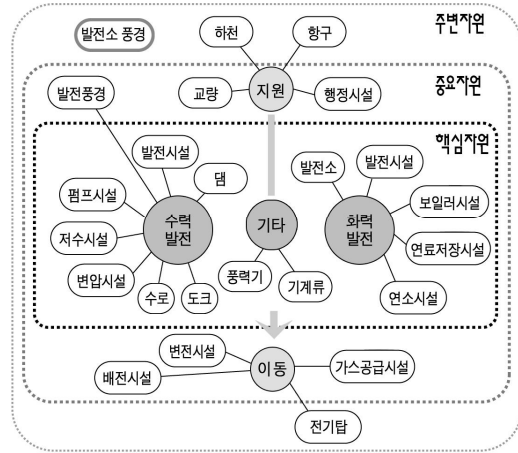 주변자원
발전소 풍경
하천
항구
중요자원
교량
지원
행정시설
발전풍경
핵심자원
발전시설
댐
발전소
발전시설
펌프시설
보일러시설
수력
발전
기타
화력
발전
저수시설
연료저장시설
변압시설
수로
도크
풍력기
기계류
연소시설
변전시설
배전시설
이동
가스공급시설
전기탑